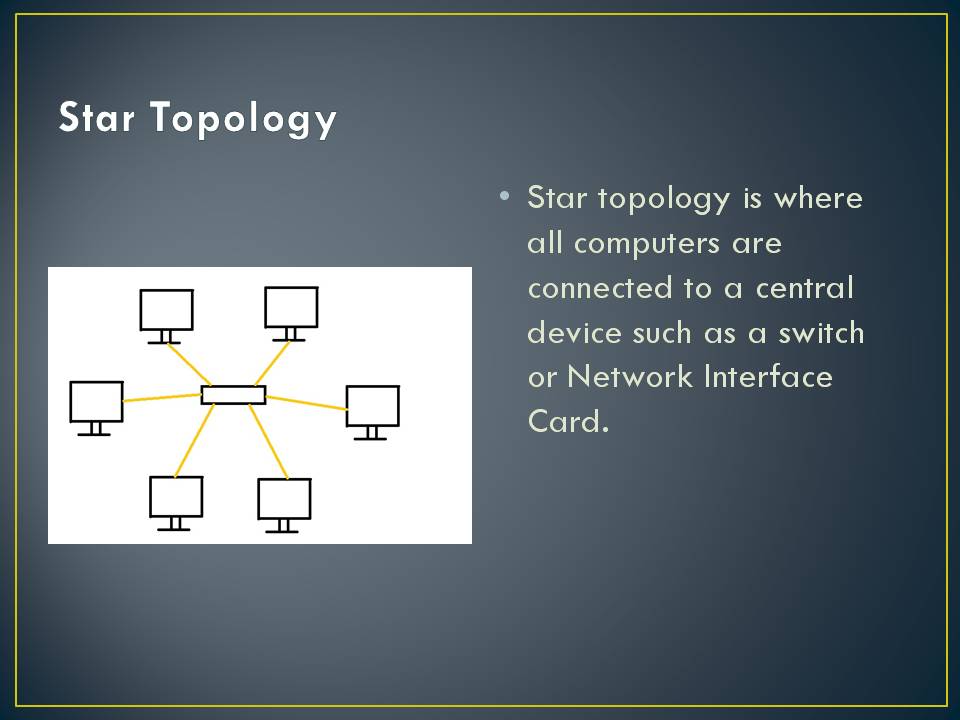 Star Topology
• Star topology is where
all computers are
connected to a central
device such as a switch
or Network Interface
Card.